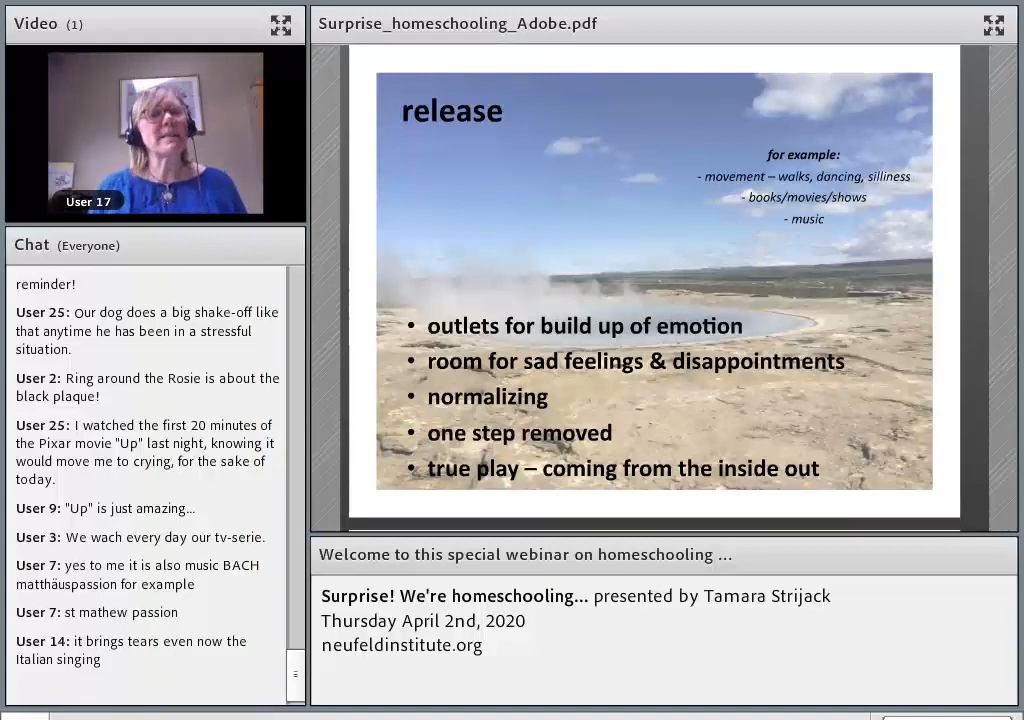 Video (1)
User 17
Chat (Everyone)
reminder!
User 25: Our dog does a big shake-off like
that anytime he has been in a stressful
situation.
User 2: Ring around the Rosie is about the
black plaque!
User 25: I watched the first 20 minutes of
the Pixar movie "Up" last night, knowing it
would move me to crying, for the sake of
today.
User 9: "Up" is just amazing...
User 3: We wach every day our tv-serie.
User 7: yes to me it is also music BACH
matthäuspassion for example
User 7: st mathew passion
User 14: it brings tears even now the
Italian singing
Surprise_homeschooling_Adobe.pdf
release
for example:
- movement – walks, dancing, silliness
- books/movies/shows
- music
• outlets for build up of emotion
• room for sad feelings & disappointments
• normalizing
• one step removed
• true play – coming from the inside out
Welcome to this special webinar on homeschooling ...
Surprise! We're homeschooling... presented by Tamara Strijack
Thursday April 2nd, 2020
neufeldinstitute.org